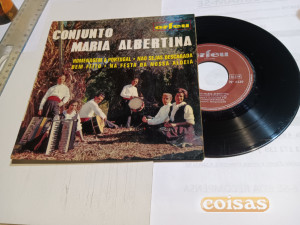 orfeu
CONJUNTO
MARIA ALBERTINA
HOMENAGEM A PORTUGAL • NÃO SEJAS DESCARADA
BEM FEITO • NA FESTA DA NOSSA ALDEIA
orfeu
coisas